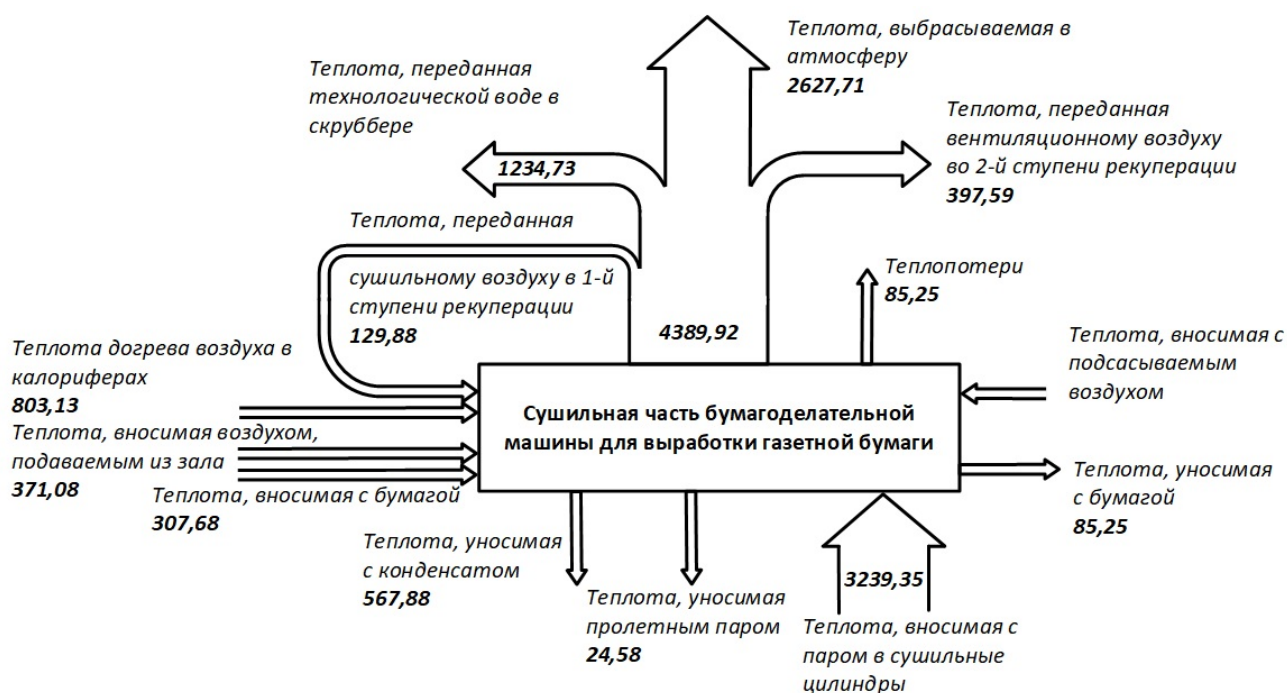 Теплота, выбрасываемая в
атмосферу
2627,71
Теплота, переданная
технологической воде в
скруббере
1234,73
Теплота, переданная
вентиляционному воздуху
во 2-й ступени рекуперации
397,59
Теплота, переданная
сушильному воздуху в 1-й
ступени рекуперации
129,88
4389,92
Теплопотери
85,25
Теплота догрева воздуха в
калориферах
803,13
Теплота, вносимая с
подсасываемым
воздухом
Сушильная часть бумагоделательной
машины для выработки газетной бумаги
Теплота, вносимая воздухом,
подаваемым из зала
371,08
Теплота, вносимая с бумагой
307,68
Теплота, уносимая
с бумагой
85,25
Теплота, уносимая
с конденсатом
567,88
Теплота, уносимая
пролетным паром
24,58
3239,35
Теплота, вносимая с
паром в сушильные
цилиндры